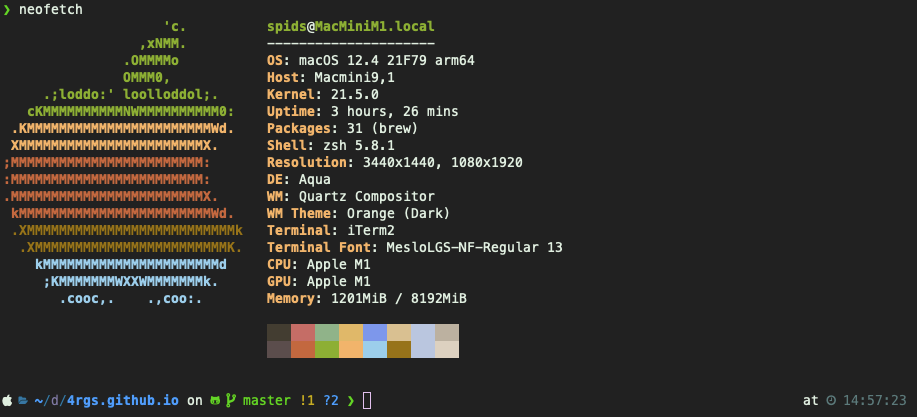 ❯ neofetch
                    'c.          spids@MacMiniM1.local
                 ,xNMM.          ---------------------
               .OMMMMo           OS: macOS 12.4 21F79 arm64
               OMMM0,            Host: Macmini9,1
     .;loddo:' loolloddol;.      Kernel: 21.5.0
   cKMMMMMMMMMMNWMMMMMMMMMM0:    Uptime: 3 hours, 26 mins
 .KMMMMMMMMMMMMMMMMMMMMMMMWd.    Packages: 31 (brew)
 XMMMMMMMMMMMMMMMMMMMMMMMX.      Shell: zsh 5.8.1
;MMMMMMMMMMMMMMMMMMMMMMMM:       Resolution: 3440x1440, 1080x1920
:MMMMMMMMMMMMMMMMMMMMMMMM:       DE: Aqua
.MMMMMMMMMMMMMMMMMMMMMMMMX.      WM: Quartz Compositor
 kMMMMMMMMMMMMMMMMMMMMMMMMWd.    WM Theme: Orange (Dark)
 .XMMMMMMMMMMMMMMMMMMMMMMMMMMk   Terminal: iTerm2
  .XMMMMMMMMMMMMMMMMMMMMMMMMK.   Terminal Font: MesloLGS-NF-Regular 13
    kMMMMMMMMMMMMMMMMMMMMMMd     CPU: Apple M1
     ;KMMMMMMMWXXWMMMMMMMk.      GPU: Apple M1
       .cooc,.    .,coo:.        Memory: 1201MiB / 8192MiB
~/d/4rgs.github.io on master !1 ?2 ❯ at 14:57:23